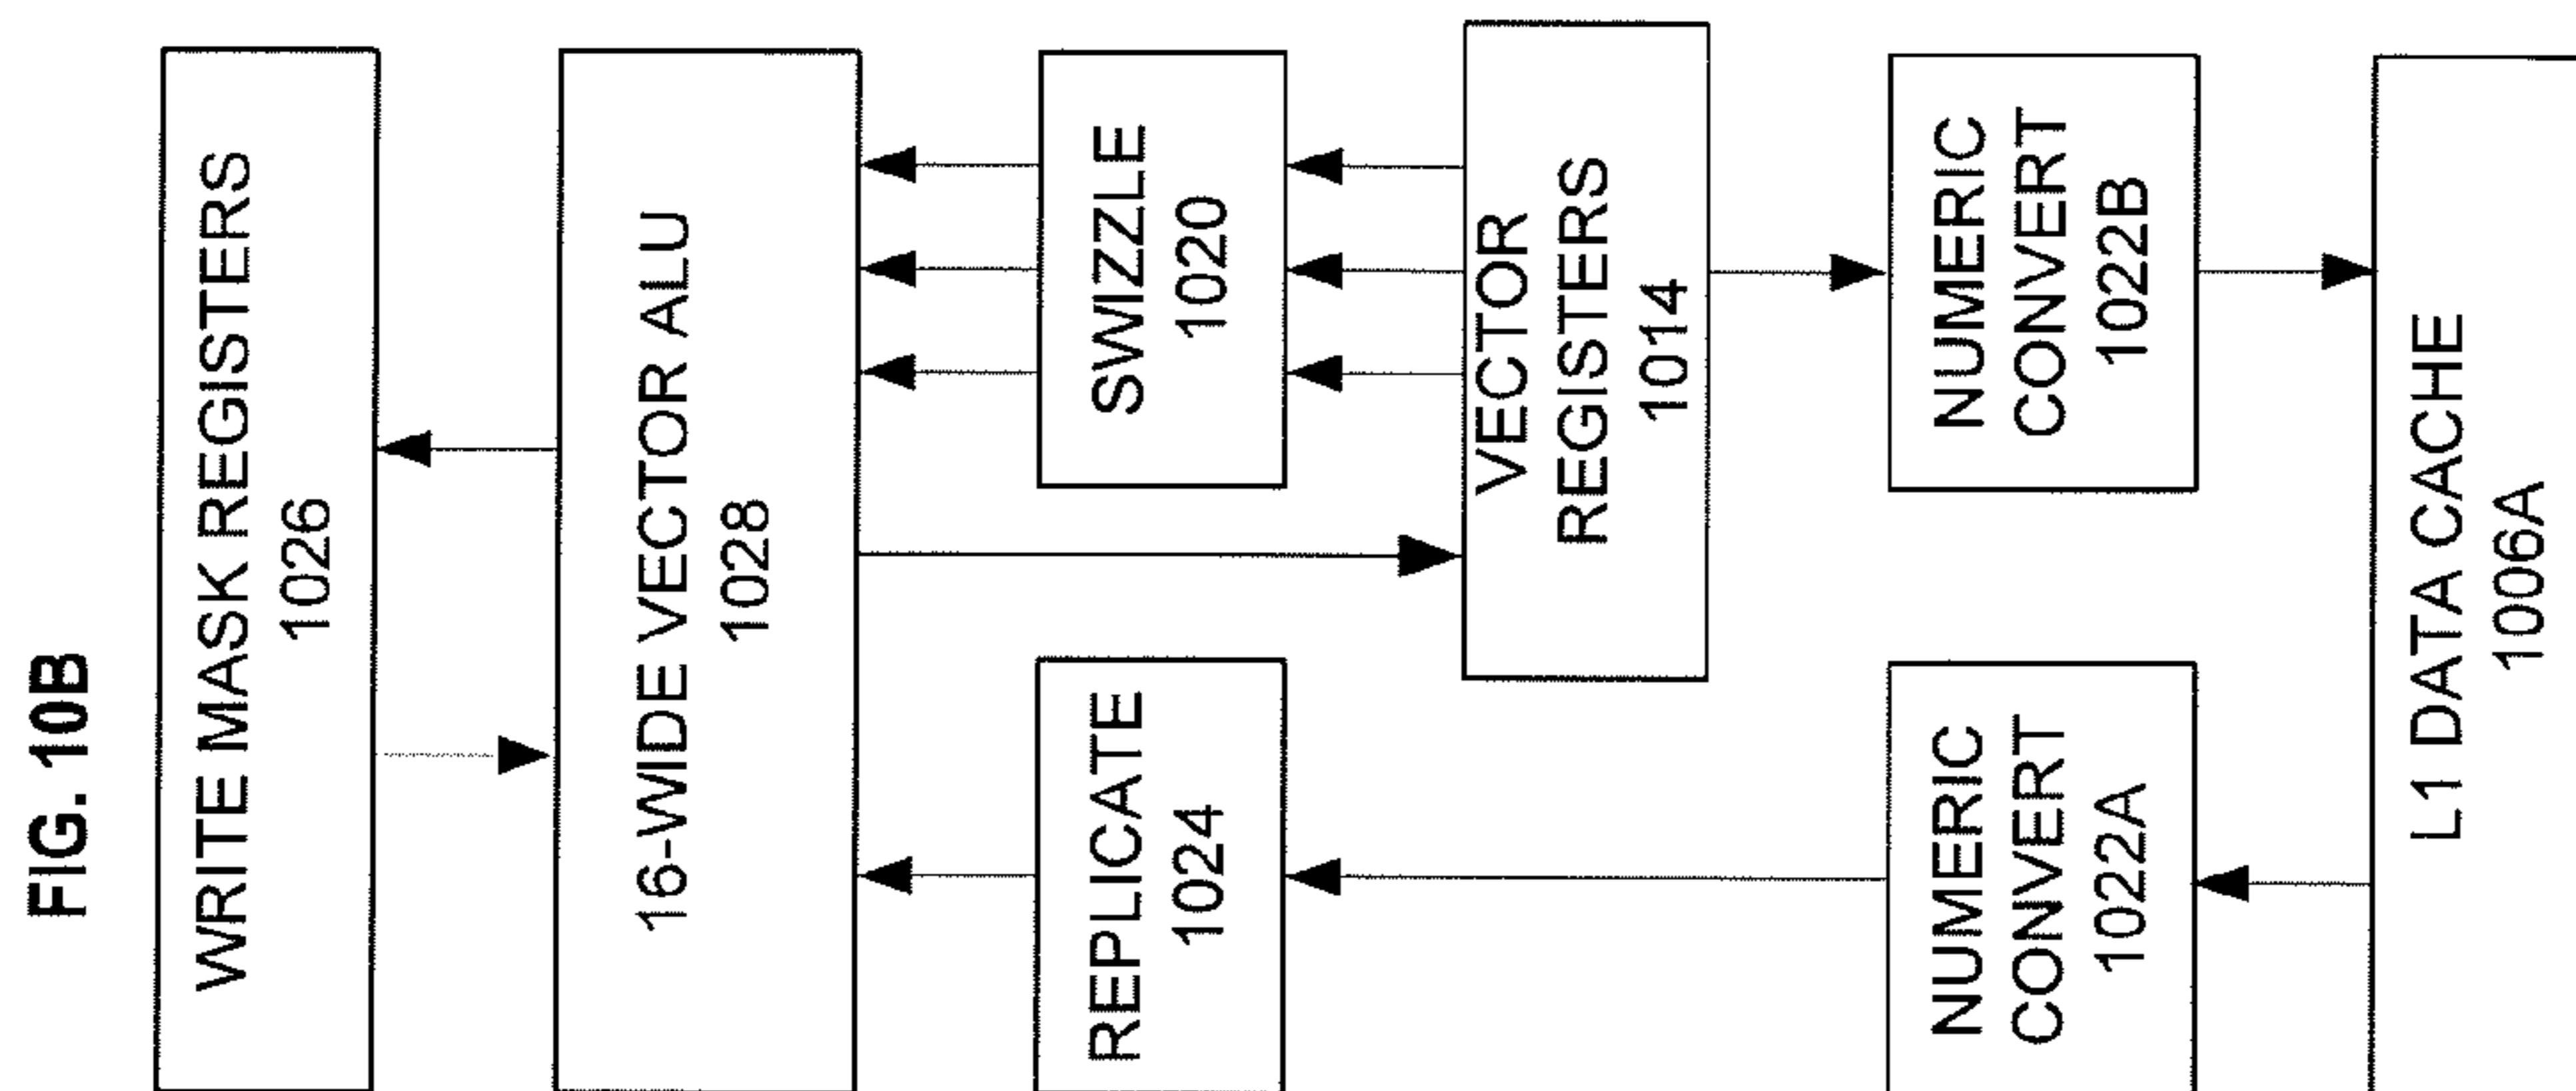 FIG. 10B
WRITE MASK REGISTERS
1026
16-WIDE VECTOR ALU
1028
REPLICATE
1024
SWIZZLE
1020
VECTOR
REGISTERS
1014
NUMERIC
CONVERT
1022A
NUMERIC
CONVERT
1022B
L1 DATA CACHE
1006A